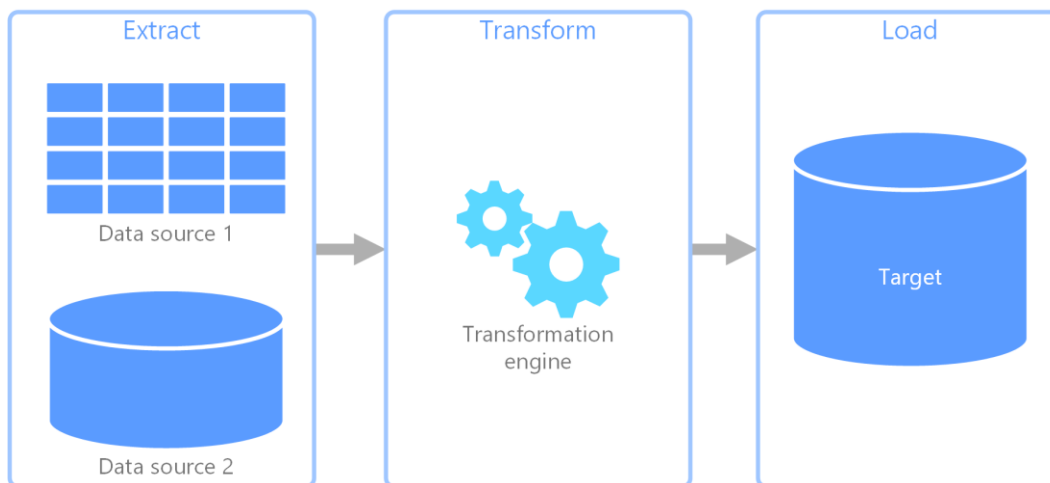 Extract
Data source 1
Data source 2
Transform
Transformation
engine
Load
Target